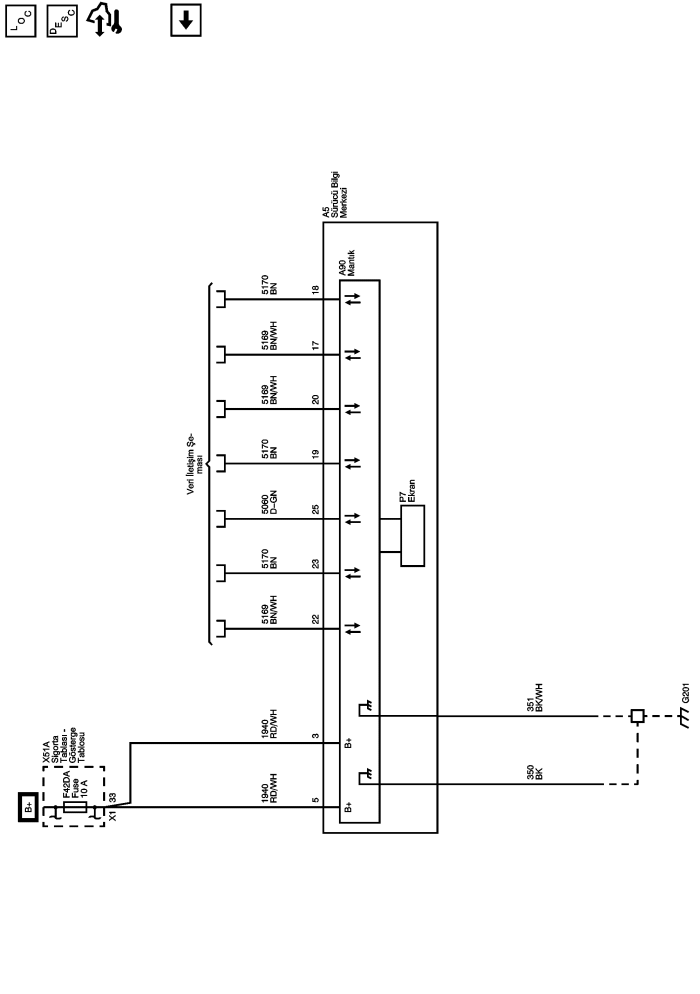 LOC
DESC
A5
Sürücü Bilgi
Merkezi
A90
Mantık
5170
BN
18
5169
BN/WH
17
5169
BN/WH
20
5170
BN
19
5060
D-GN
25
5170
BN
23
5169
BN/WH
22
Veri İletişim Şe-
ması
P7
Ekran
1940
RD/WH
3
B+
1940
RD/WH
5
B+
351
BK/WH
350
BK
G201
X51A
Sigorta
Tablası -
Gösterge
Tablosu
F42DA
Fuse
10 A
33
X1
B+